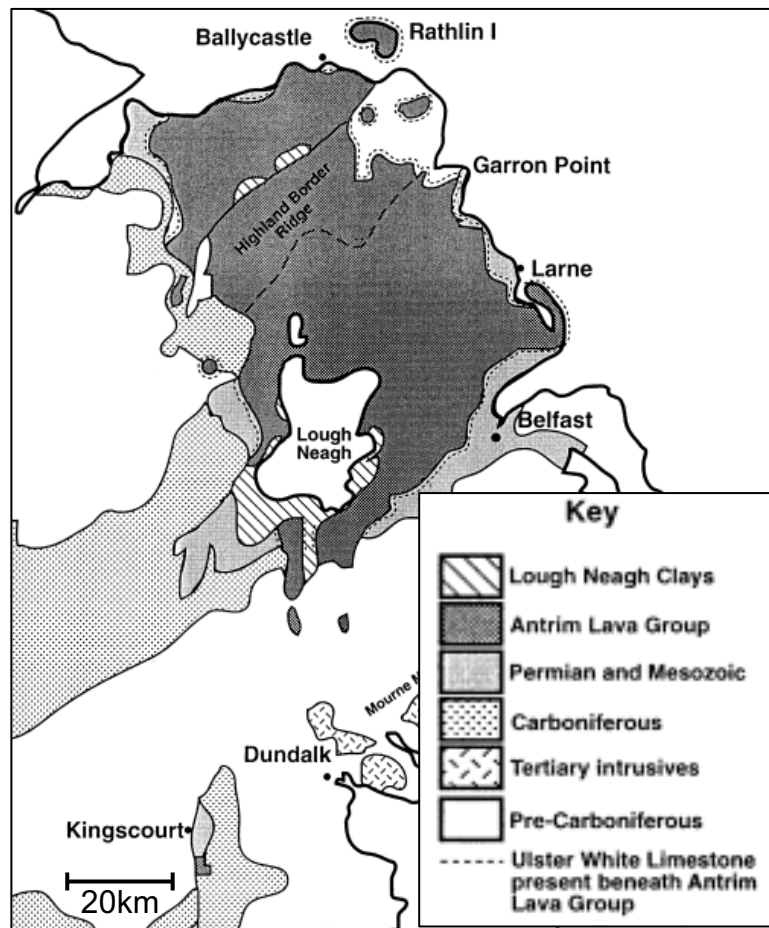 Ballycastle
Rathlin I
Garron Point
Highland Border
Ridge
Larne
Lough
Neagh
Belfast
Mourne
Dundalk
Kingscourt
20km
Key
Lough Neagh Clays
Antrim Lava Group
Permian and Mesozoic
Carboniferous
Tertiary intrusives
Pre-Carboniferous
Ulster White Limestone
present beneath Antrim
Lava Group